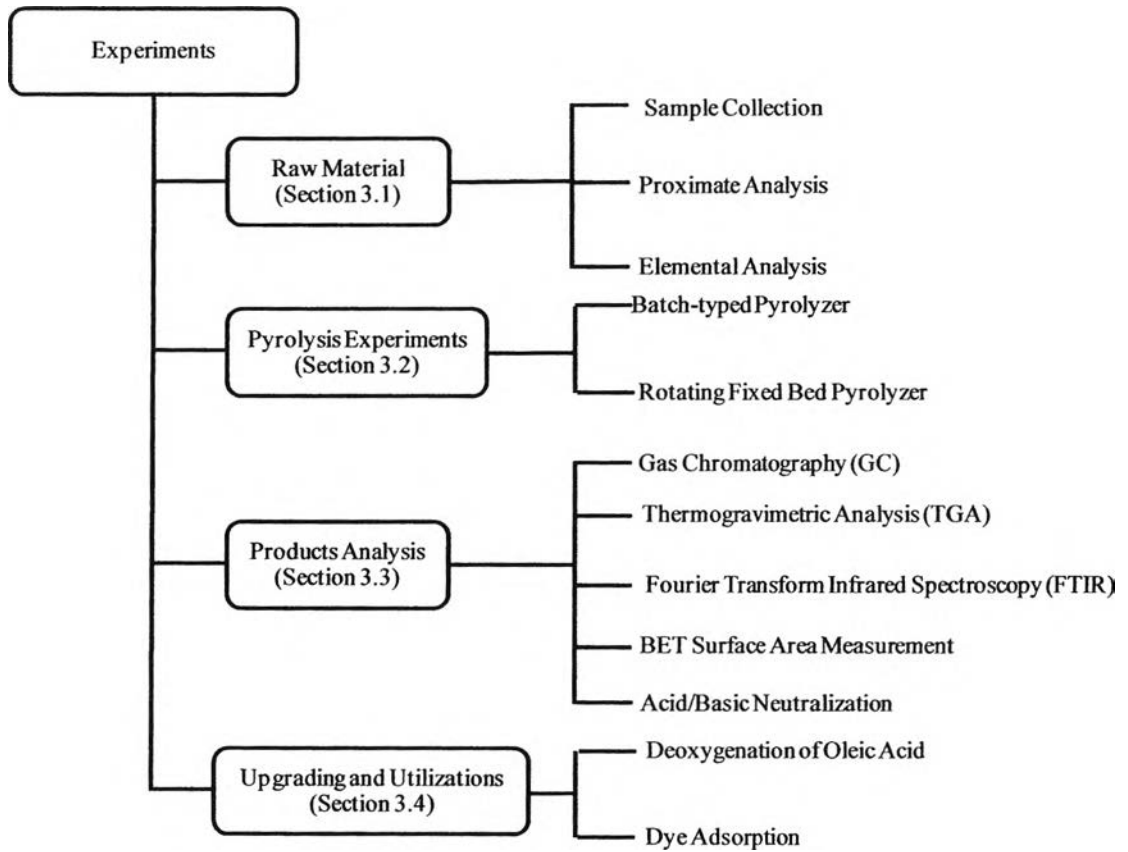 Experiments
Raw Material
(Section 3.1)
Sample Collection
Proximate Analysis
Elemental Analysis
Pyrolysis Experiments
(Section 3.2)
Batch-typed Pyrolyzer
Rotating Fixed Bed Pyrolyzer
Products Analysis
(Section 3.3)
Gas Chromatography (GC)
Thermogravimetric Analysis (TGA)
Fourier Transform Infrared Spectroscopy (FTIR)
BET Surface Area Measurement
Acid/Basic Neutralization
Upgrading and Utilizations
(Section 3.4)
Deoxygenation of Oleic Acid
Dye Adsorption